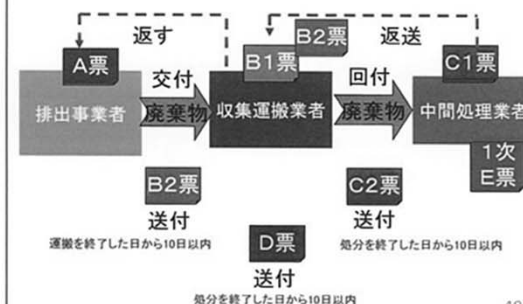 返す
返送
B2票
A票
B1票
C1票
交付
回付
排出事業者
廃棄物
収集運搬業者
廃棄物
中間処理業者
1次
E票
B2票
C2票
送付
送付
運搬を終了した日から10日以内
D票
処分を終了した日から10日以内
送付
処分を終了した日から10日以内